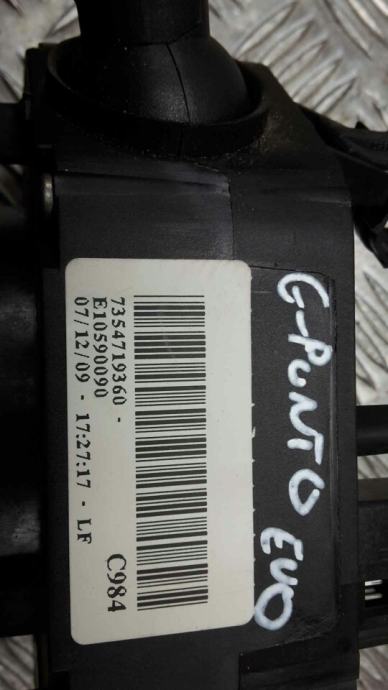 7354719360 -
E10590090
07/12/09 - 17:27:17 - LF
C984
G-PUNTO EVO